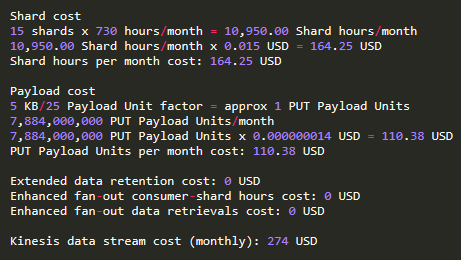 Shard cost
15 shards x 730 hours/month = 10,950.00 Shard hours/month
10,950.00 Shard hours/month x 0.015 USD = 164.25 USD
Shard hours per month cost: 164.25 USD
Payload cost
5 KB/25 Payload Unit factor = approx 1 PUT Payload Units
7,884,000,000 PUT Payload Units/month
7,884,000,000 PUT Payload Units x 0.000000014 USD = 110.38 USD
PUT Payload Units per month cost: 110.38 USD
Extended data retention cost: 0 USD
Enhanced fan-out consumer-shard hours cost: 0 USD
Enhanced fan-out data retrievals cost: 0 USD
Kinesis data stream cost (monthly): 274 USD